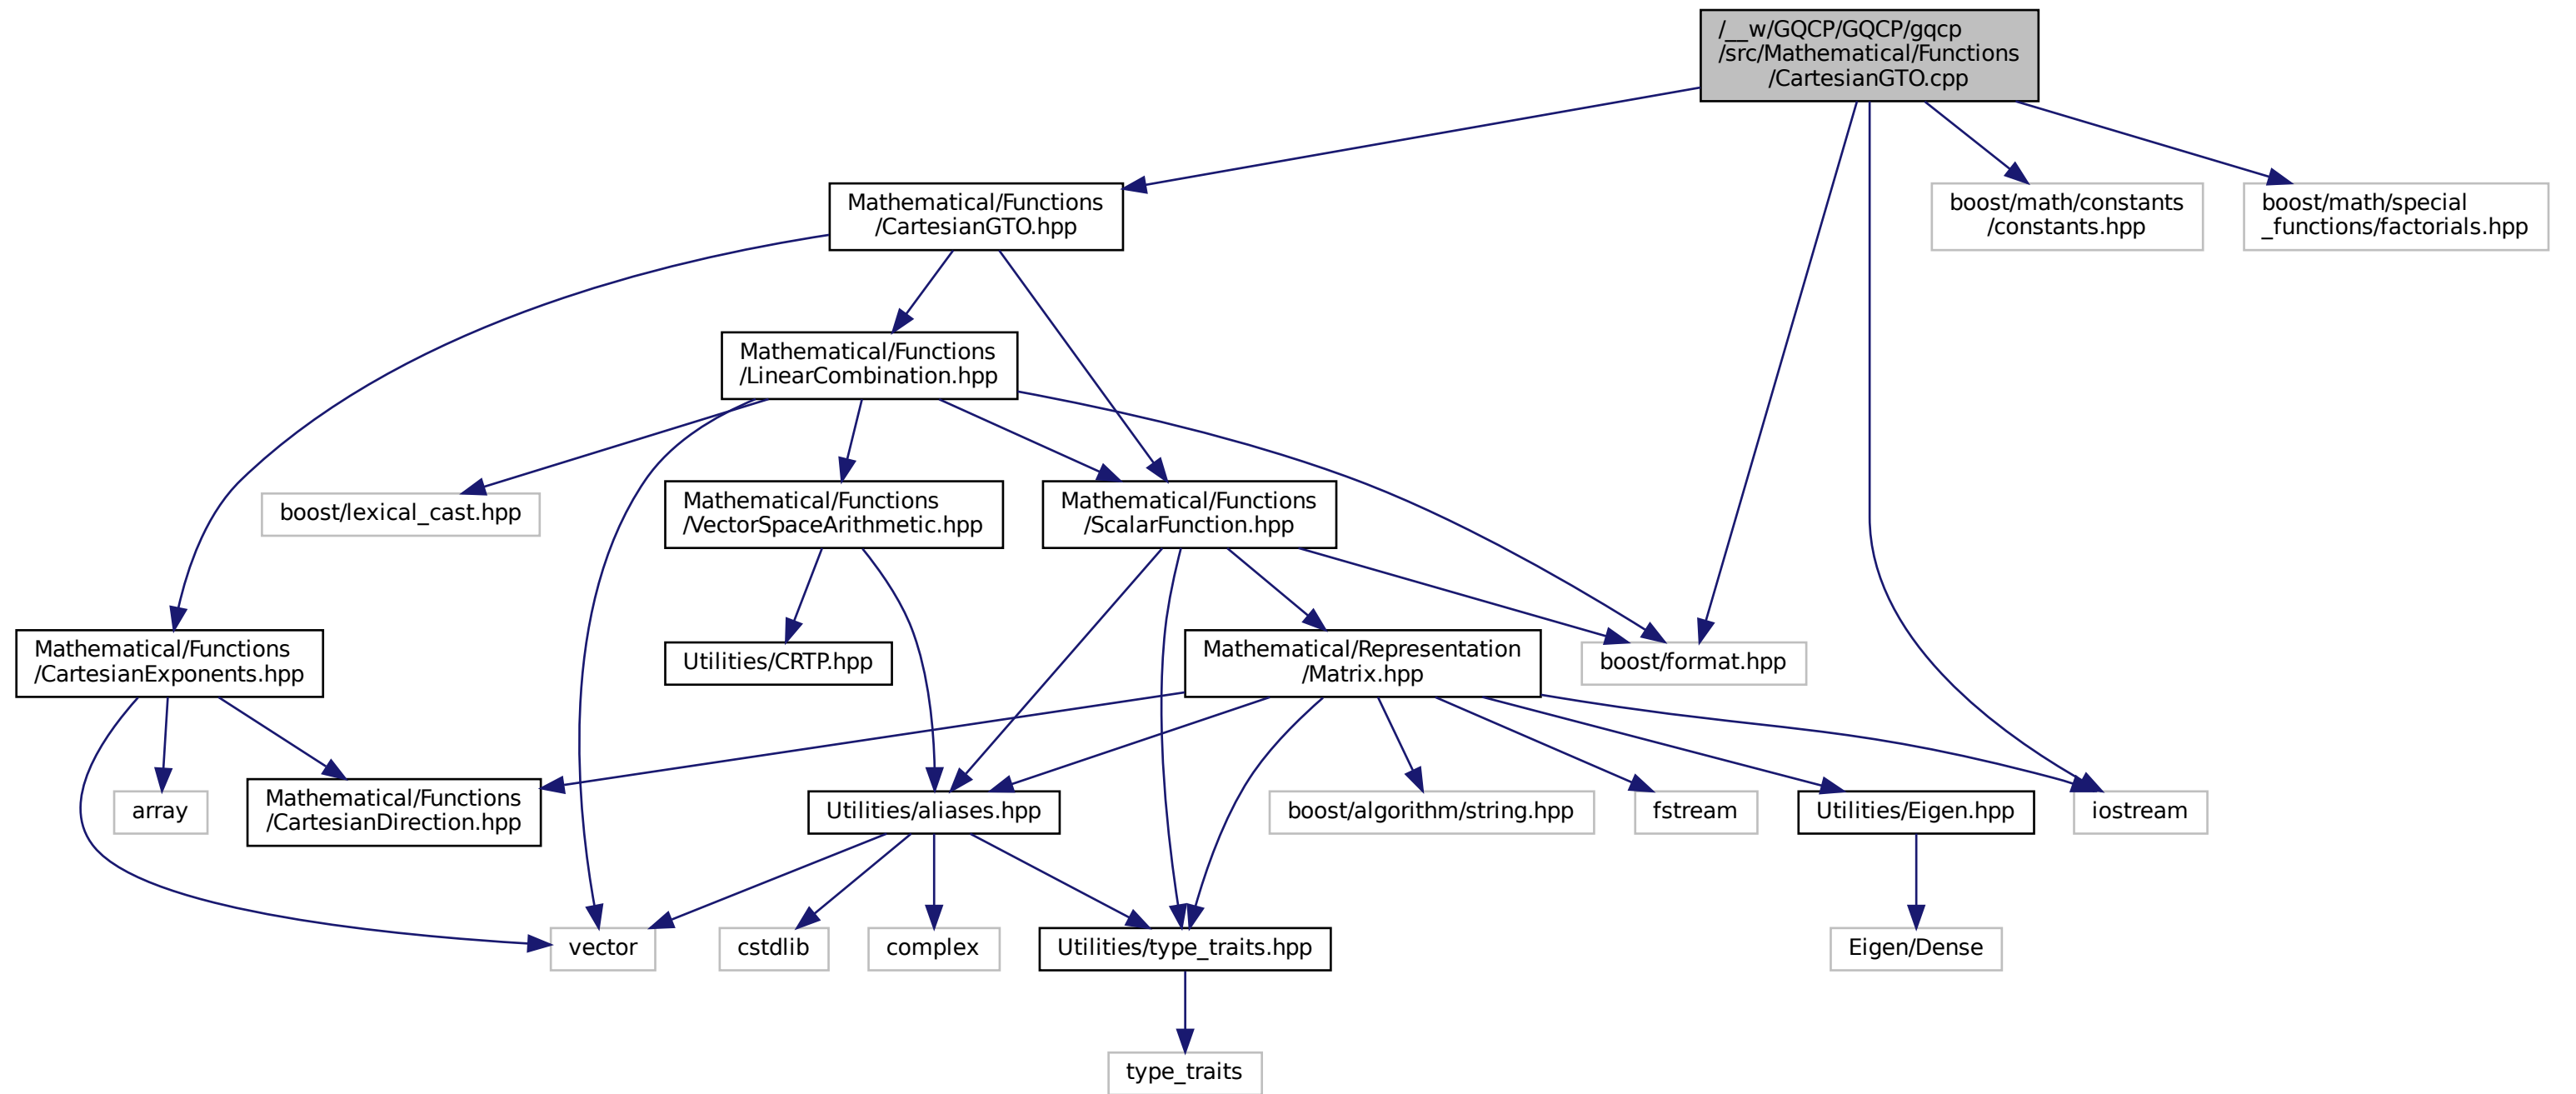 /__w/GQCP/GQCP/gqcp
/src/Mathematical/Functions
/CartesianGTO.cpp
Mathematical/Functions
/CartesianGTO.hpp
boost/math/constants
/constants.hpp
boost/math/special
_functions/factorials.hpp
Mathematical/Functions
/LinearCombination.hpp
boost/lexical_cast.hpp
Mathematical/Functions
/VectorSpaceArithmetic.hpp
Mathematical/Functions
/ScalarFunction.hpp
Mathematical/Functions
/CartesianExponents.hpp
Utilities/CRTP.hpp
Mathematical/Representation
/Matrix.hpp
boost/format.hpp
array
Mathematical/Functions
/CartesianDirection.hpp
Utilities/aliases.hpp
boost/algorithm/string.hpp
fstream
Utilities/Eigen.hpp
iostream
vector
cstdlib
complex
Utilities/type_traits.hpp
Eigen/Dense
type_traits